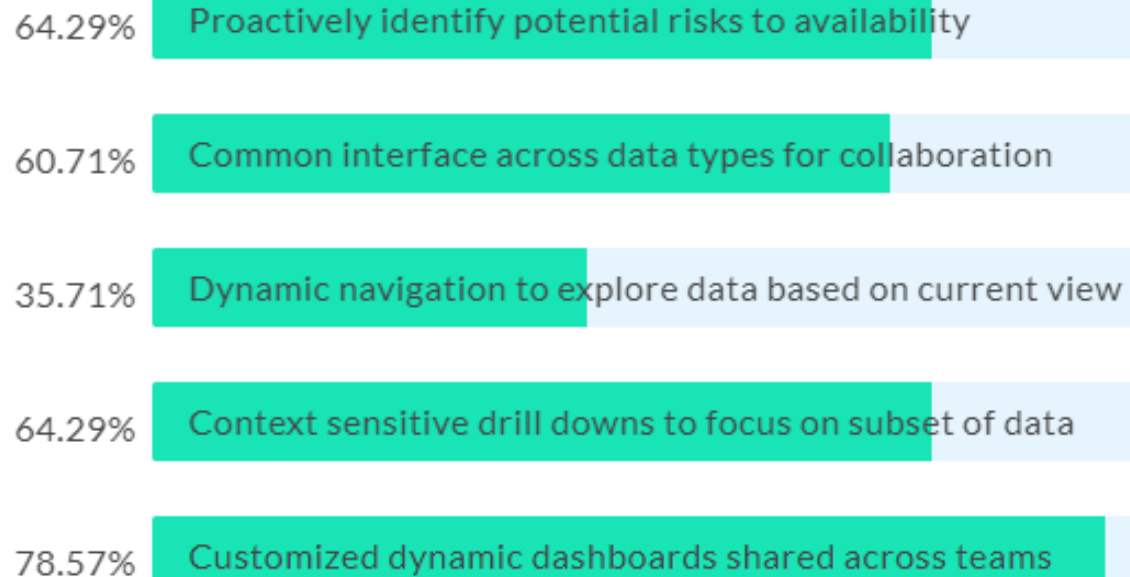 64.29% Proactively identify potential risks to availability
60.71% Common interface across data types for collaboration
35.71% Dynamic navigation to explore data based on current view
64.29% Context sensitive drill downs to focus on subset of data
78.57% Customized dynamic dashboards shared across teams